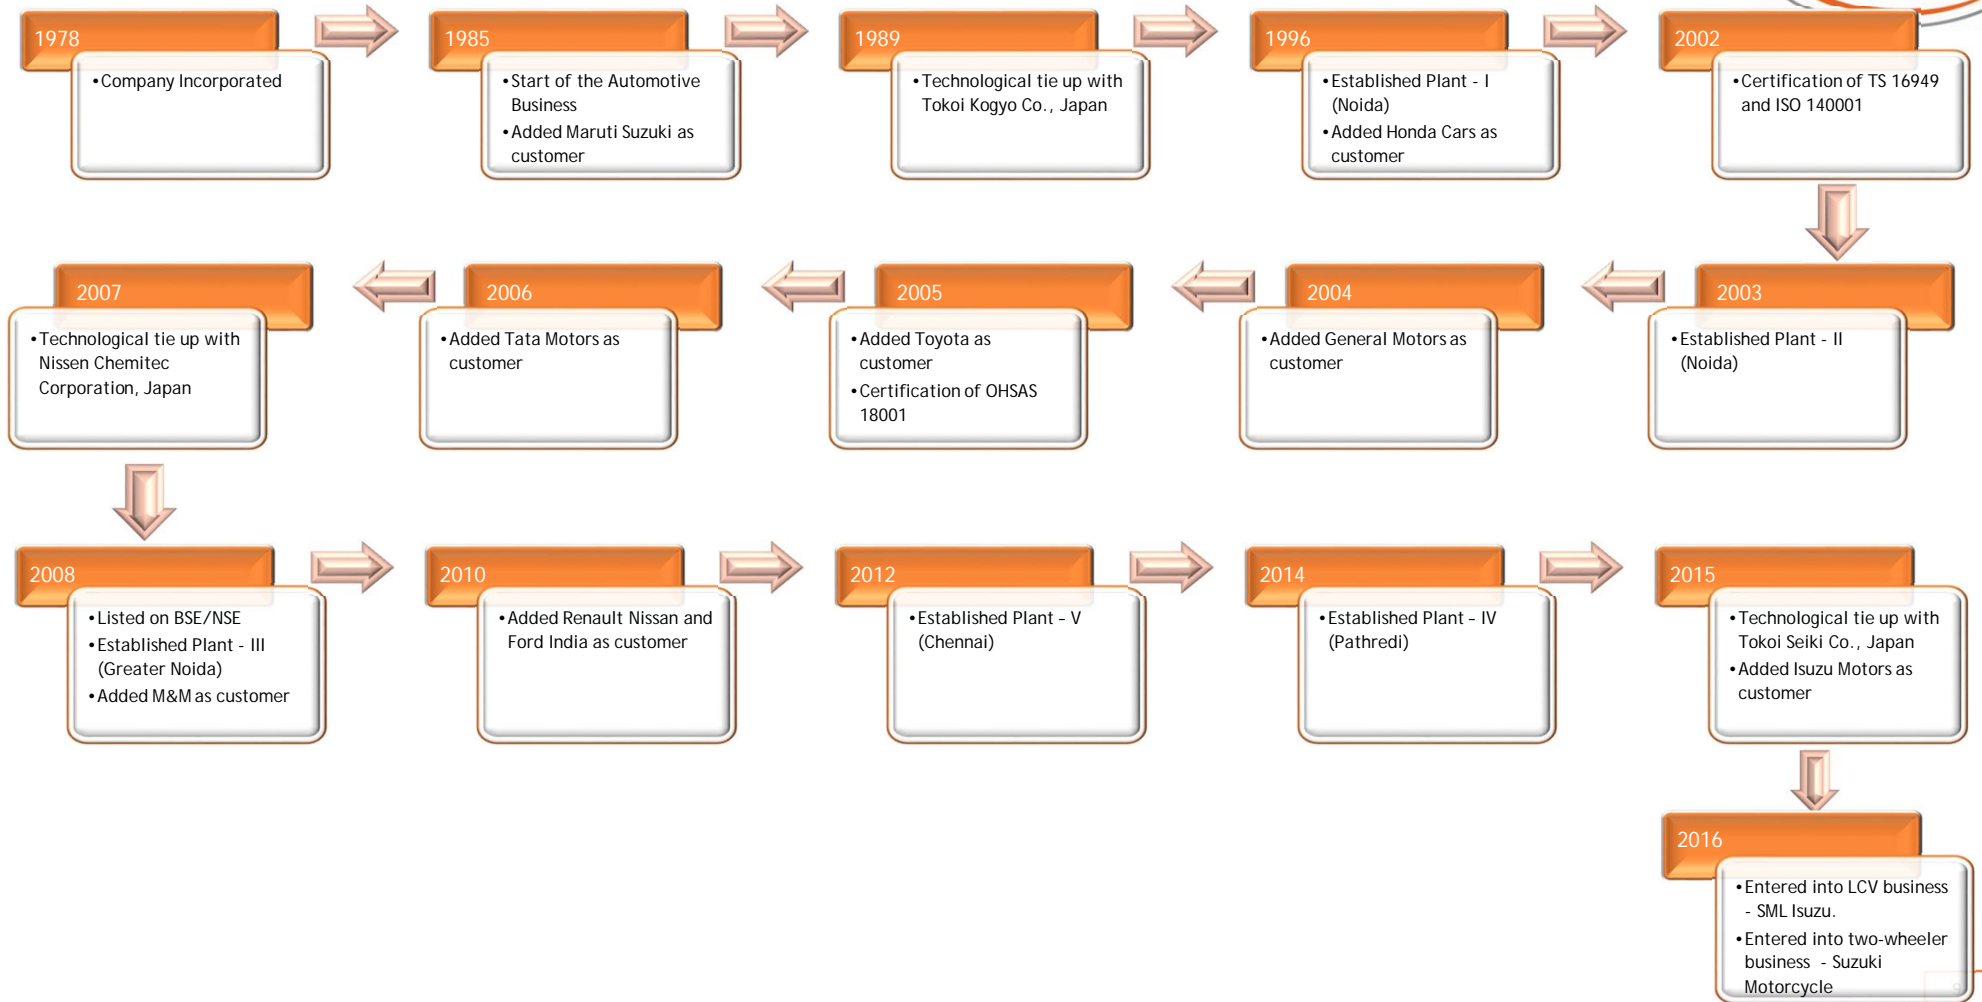 1978
•Company Incorporated
1985
•Start of the Automotive
Business
•Added Maruti Suzuki as
customer
1989
•Technological tie up with
Tokoi Kogyo Co., Japan
1996
•Established Plant - I
(Noida)
•Added Honda Cars as
customer
2002
•Certification of TS 16949
and ISO 140001
2003
•Established Plant - II
(Noida)
2004
•Added General Motors as
customer
2005
•Added Toyota as
customer
•Certification of OHSAS
18001
2006
•Added Tata Motors as
customer
2007
•Technological tie up with
Nissen Chemitec
Corporation, Japan
2008
•Listed on BSE/NSE
•Established Plant - III
(Greater Noida)
•Added M&M as customer
2010
•Added Renault Nissan and
Ford India as customer
2012
•Established Plant – V
(Chennai)
2014
•Established Plant – IV
(Pathredi)
2015
•Technological tie up with
Tokoi Seiki Co., Japan
•Added Isuzu Motors as
customer
2016
•Entered into LCV business
- SML Isuzu.
•Entered into two-wheeler
business - Suzuki
Motorcycle